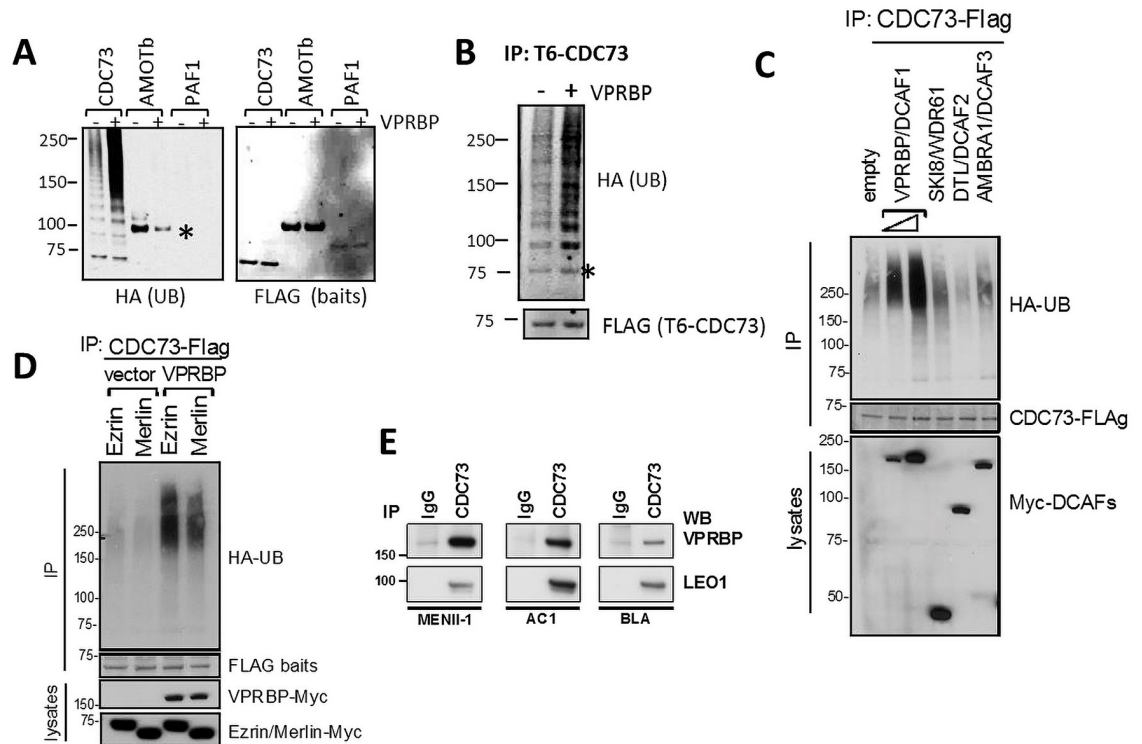 A
CDC73
AMOTb
PAF1
CDC73
AMOTb
PAF1
- + - + - + - + - + - + VPRBP
250
150
100
75
*
HA (UB)
FLAG (baits)
B
IP: T6-CDC73
- + VPRBP
250
150
100
75
*
HA (UB)
75
FLAG (T6-CDC73)
C
IP: CDC73-Flag
empty
VPRBP/DCAF1
SKI8/WDR61
DTL/DCAF2
AMBRA1/DCAF3
IP
250-
150-
100-
75-
HA-UB
75-
CDC73-FLAg
lysates
250-
150-
100-
75-
50-
Myc-DCAFs
D
IP: CDC73-Flag
vector VPRBP
Ezrin
Merlin
Ezrin
Merlin
IP
250-
150-
100-
75-
HA-UB
75-
FLAG baits
lysates
150-
VPRBP-Myc
75-
Ezrin/Merlin-Myc
E
IP
IgG
CDC73
IgG
CDC73
IgG
CDC73
WB
150
VPRBP
100
LEO1
MENII-1 AC1 BLA